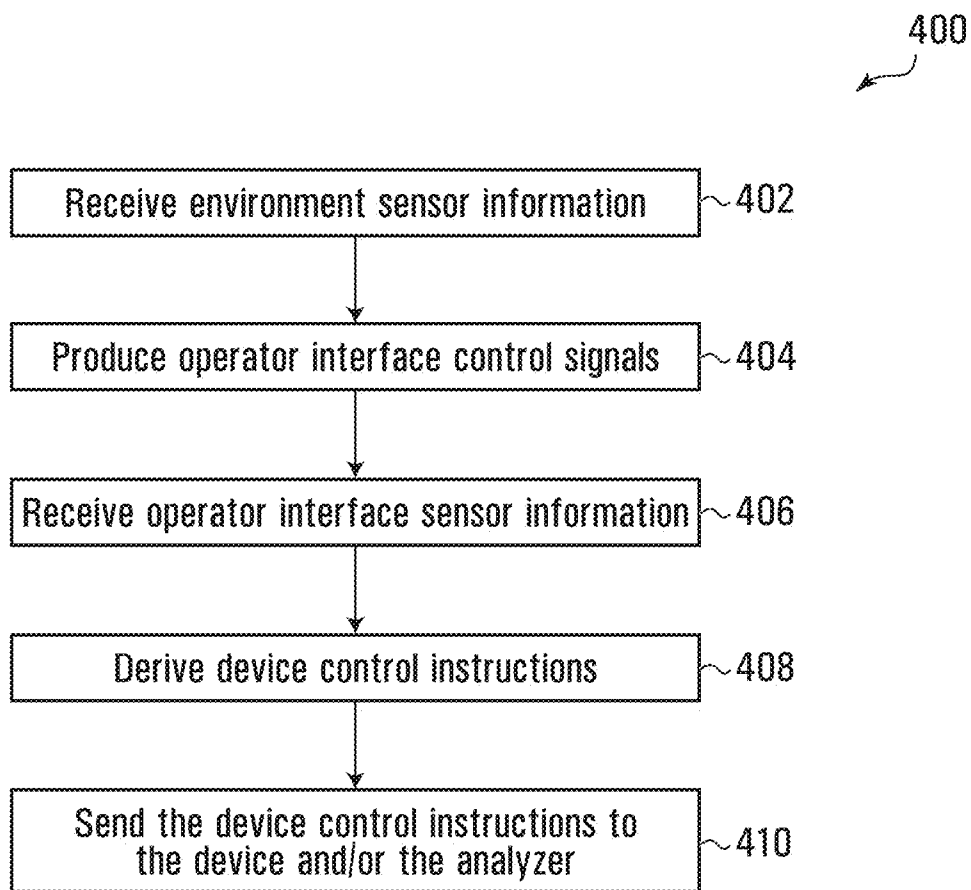 400
Receive environment sensor information
402
Produce operator interface control signals
404
Receive operator interface sensor information
406
Derive device control instructions
408
Send the device control instructions to
the device and/or the analyzer
410